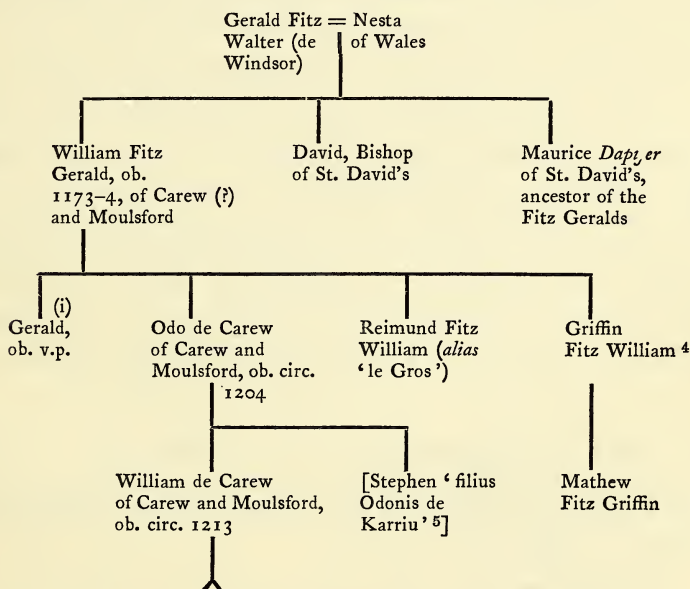 Gerald Fitz = Nesta
Walter (de of Wales
Windsor)
William Fitz
Gerald, ob.
1173–4, of Carew (?)
and Moulsford
David, Bishop
of St. David's
Maurice
of St. David's,
ancestor of the
Fitz Geralds
(i)
Gerald,
ob. v.p.
Odo de Carew
of Carew and
Moulsford, ob. circ.
1204
Reimund Fitz
William (alias
‘le Gros’)
Griffin
Fitz William 4
William de Carew
of Carew and Moulsford,
ob. circ. 1213
[Stephen ‘filius
Odonis de
Karriu’ 5]
Mathew
Fitz Griffin